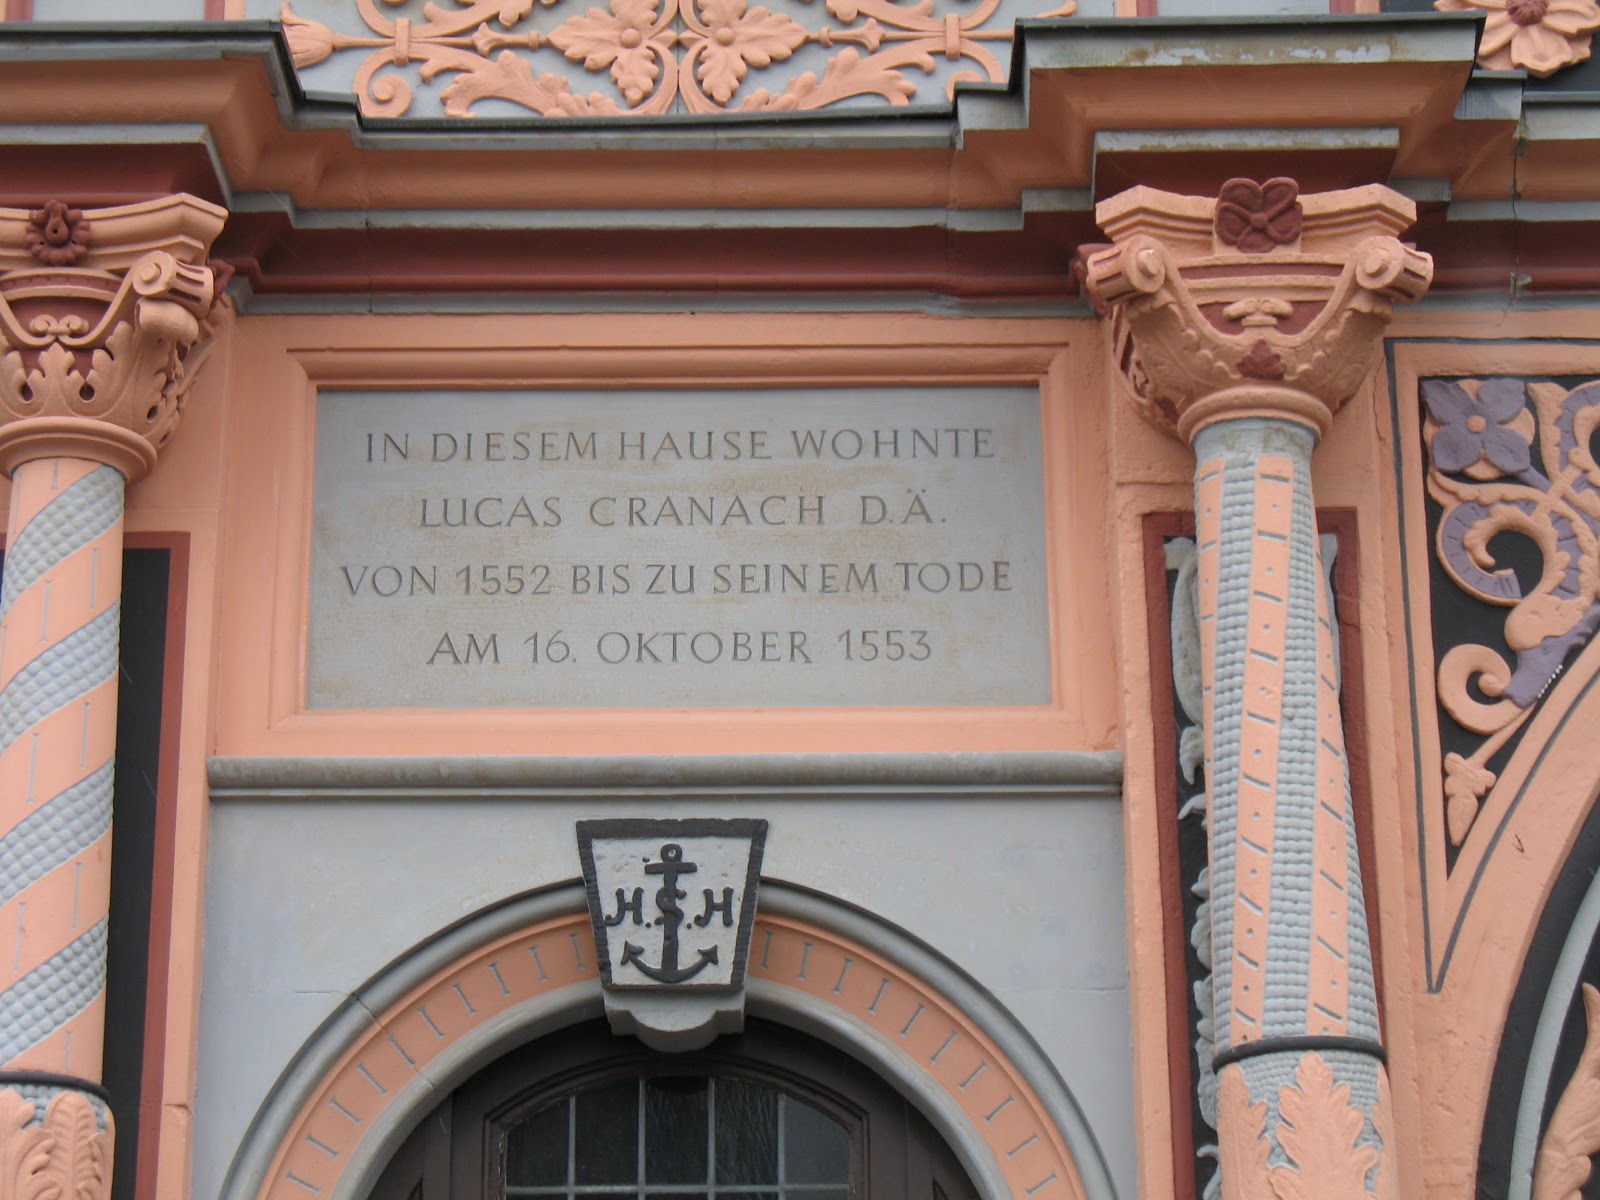 IN DIESEM HAUSE WOHNTE
LUCAS CRANACH D.Ä.
VON 1552 BIS ZU SEINEM TODE
AM 16. OKTOBER 1553
H.S.H